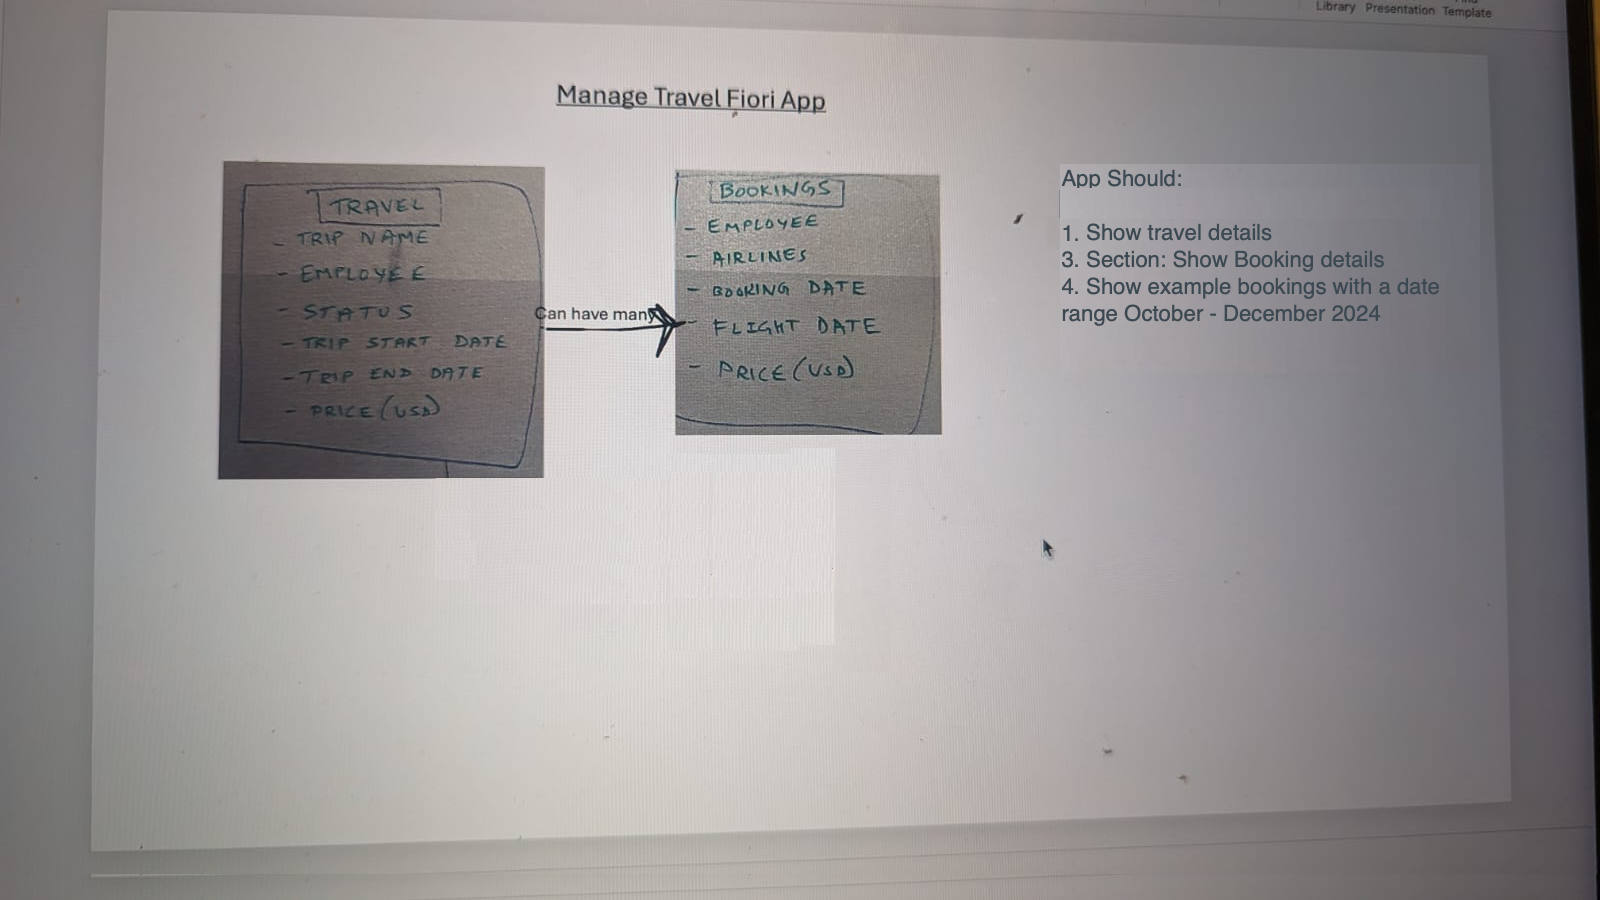 Library Presentation Template
Manage Travel Fiori App
TRAVEL
- TRIP NAME
- EMPLOYEE
- STATUS
- TRIP START DATE
- TRIP END DATE
- PRICE (USD)
Can have many
BOOKINGS
- EMPLOYEE
- AIRLINES
- BOOKING DATE
- FLIGHT DATE
- PRICE (USD)
App Should:
1. Show travel details
3. Section: Show Booking details
4. Show example bookings with a date
range October - December 2024